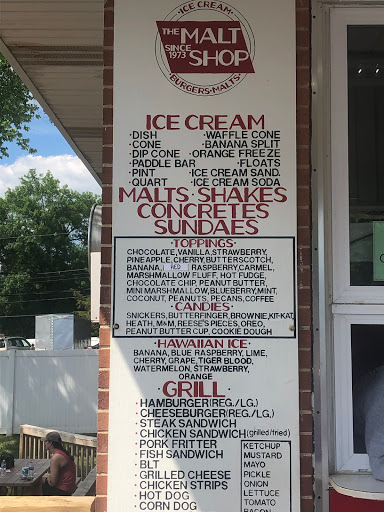 ·ICE CREAM·
THE MALT
SINCE 1973 SHOP
BURGERS·MALTS·
ICE CREAM
·DISH ·WAFFLE CONE
·CONE ·BANANA SPLIT
·DIP CONE ·ORANGE FREEZE
·PADDLE BAR ·FLOATS
·PINT ·ICE CREAM SAND.
·QUART ·ICE CREAM SODA
MALTS·SHAKES
CONCRETES
SUNDAES
·TOPPINGS·
CHOCOLATE, VANILLA, STRAWBERRY,
PINEAPPLE, CHERRY, BUTTERSCOTCH,
BANANA, RED RASPBERRY, CARMEL,
MARSHMALLOW FLUFF, HOT FUDGE,
CHOCOLATE CHIP, PEANUT BUTTER,
MINI MARSHMALLOW, BLUEBERRY, MINT,
COCONUT, PEANUTS, PECANS, COFFEE
·CANDIES·
SNICKERS, BUTTERFINGER, BROWNIE, KIT-KAT,
HEATH, M&M, REESE'S PIECES, OREO,
PEANUT BUTTER CUP, COOKIE DOUGH
·HAWAIIAN ICE·
BANANA, BLUE RASPBERRY, LIME,
CHERRY, GRAPE, TIGER BLOOD,
WATERMELON, STRAWBERRY,
ORANGE
·GRILL·
·HAMBURGER (REG./LG.)
·CHEESEBURGER (REG./LG.)
·STEAK SANDWICH
·CHICKEN SANDWICH (grilled/fried)
·PORK FRITTER
·FISH SANDWICH
·BLT
·GRILLED CHEESE
·CHICKEN STRIPS
·HOT DOG
·CORN DOG
KETCHUP
MUSTARD
MAYO
PICKLE
ONION
LETTUCE
TOMATO
BACON